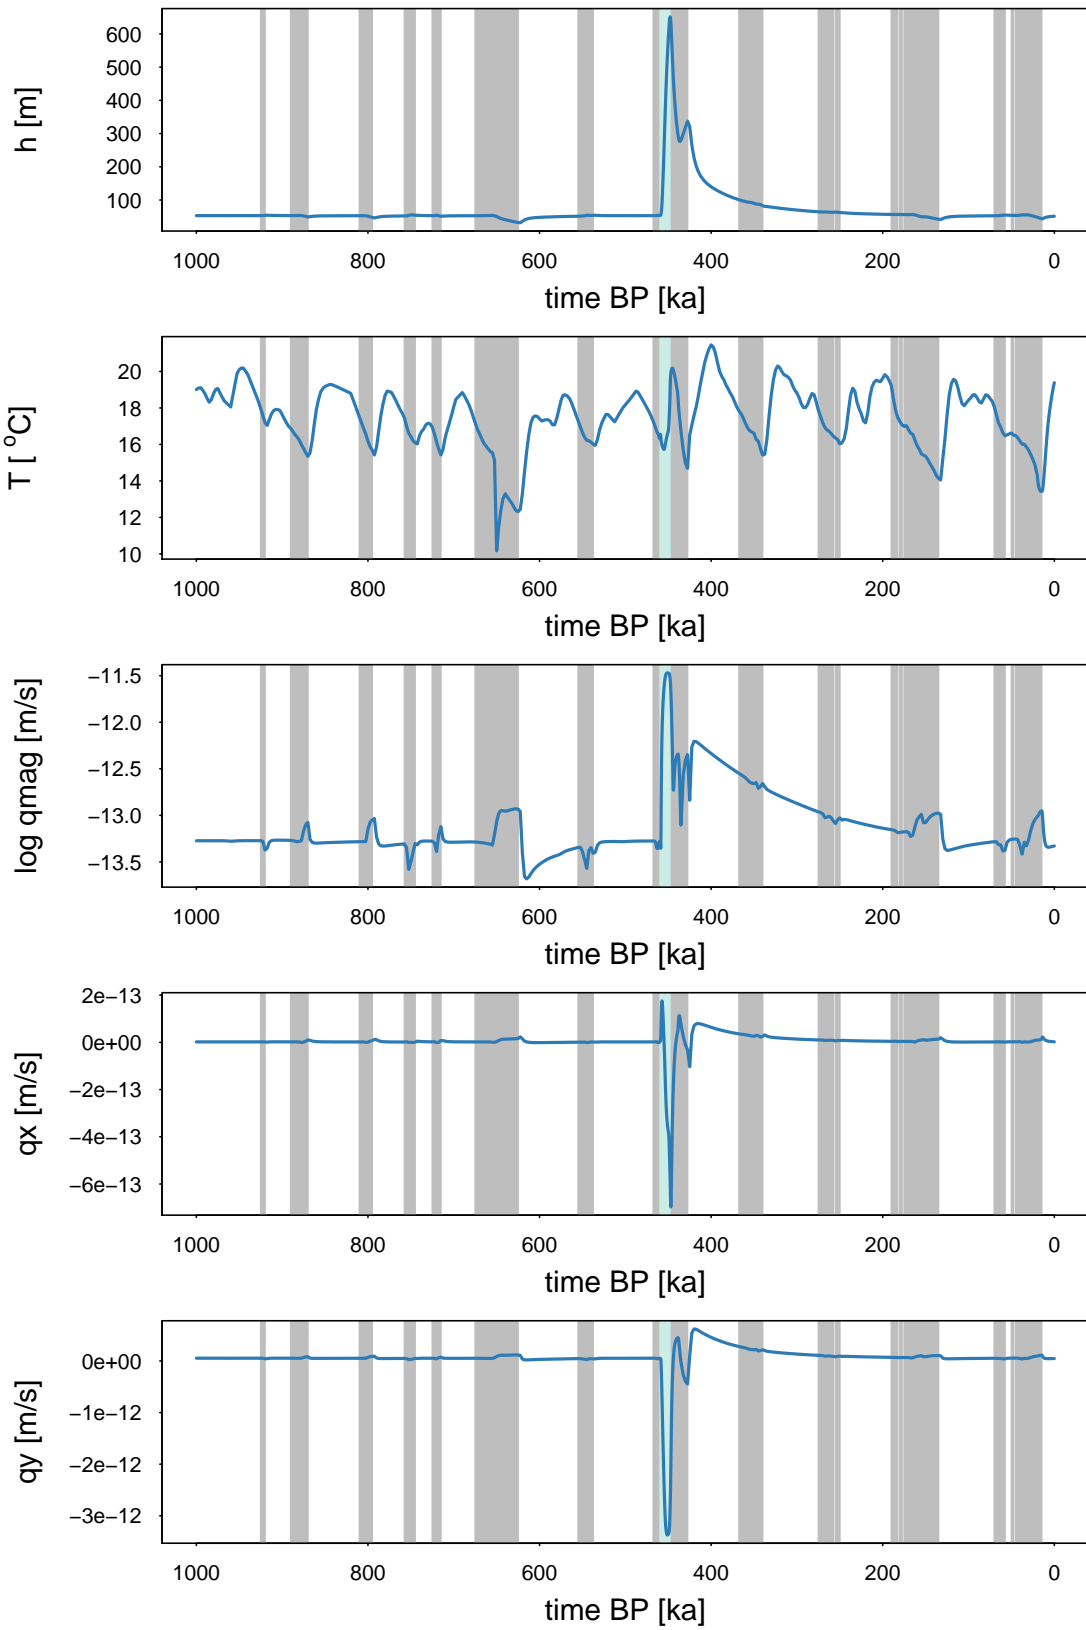 h [m]
600
500
400
300
200
100
1000 800 600 400 200 0
time BP [ka]
T [ °C]
20
18
16
14
12
10
1000 800 600 400 200 0
time BP [ka]
log qmag [m/s]
−11.5
−12.0
−12.5
−13.0
−13.5
1000 800 600 400 200 0
time BP [ka]
qx [m/s]
2e−13
0e+00
−2e−13
−4e−13
−6e−13
1000 800 600 400 200 0
time BP [ka]
qy [m/s]
0e+00
−1e−12
−2e−12
−3e−12
1000 800 600 400 200 0
time BP [ka]